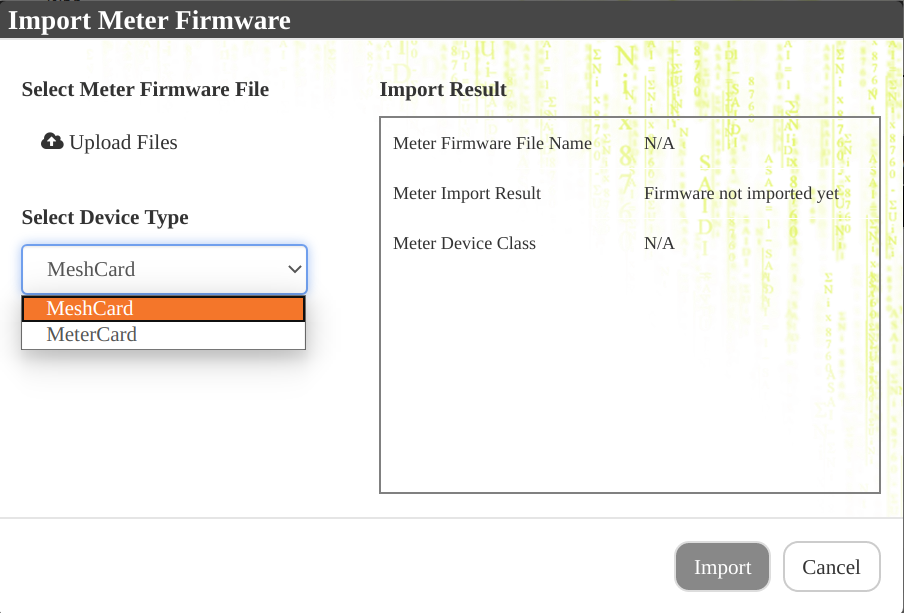 Import Meter Firmware
Select Meter Firmware File
Upload Files
Select Device Type
MeshCard
MeshCard
MeterCard
Import Result
Meter Firmware File Name N/A
Meter Import Result Firmware not imported yet
Meter Device Class N/A
Import Cancel